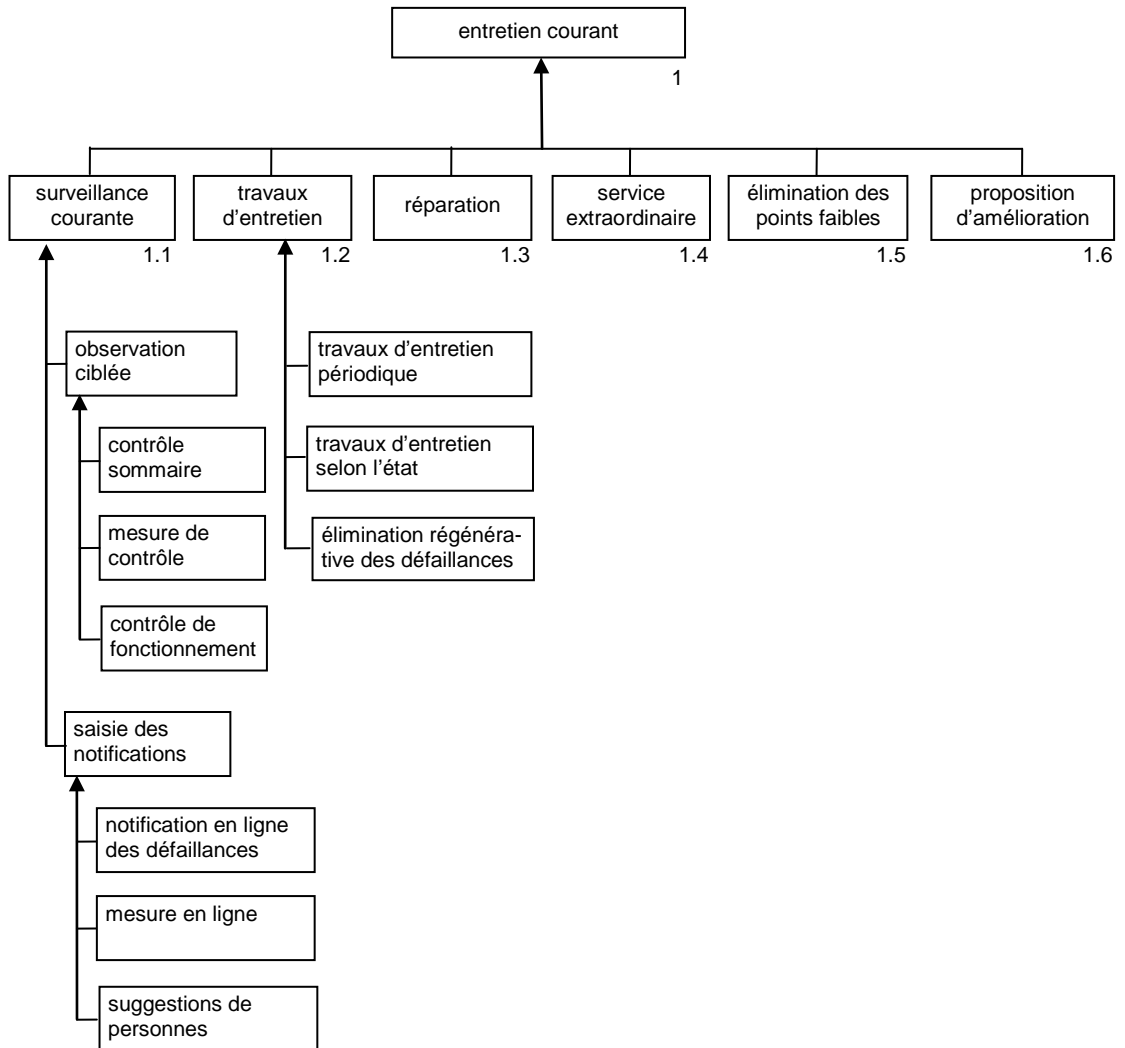 entretien courant
1
surveillance
courante
1.1
travaux
d'entretien
1.2
réparation
1.3
service
extraordinaire
1.4
élimination des
points faibles
1.5
proposition
d'amélioration
1.6
observation
ciblée
contrôle
sommaire
mesure de
contrôle
contrôle de
fonctionnement
saisie des
notifications
notification en ligne
des défaillances
mesure en ligne
suggestions de
personnes
travaux d'entretien
périodique
travaux d'entretien
selon l'état
élimination régénéra-
tive des défaillances